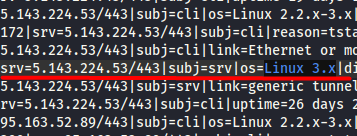 5.143.224.53/443|subj=cli|os=Linux 2.2.x-3.x
172|srv=5.143.224.53/443|subj=cli|reason=tsta
5.143.224.53/443|subj=cli|link=Ethernet or mo
srv=5.143.224.53/443|subj=srv|os=Linux 3.x|di
5.143.224.53/443|subj=srv|link=generic tunnel
rv=5.143.224.53/443|subj=cli|uptime=26 days 2
95.163.52.89/443|subj=cli|os=Linux 2.2.x-3.x|